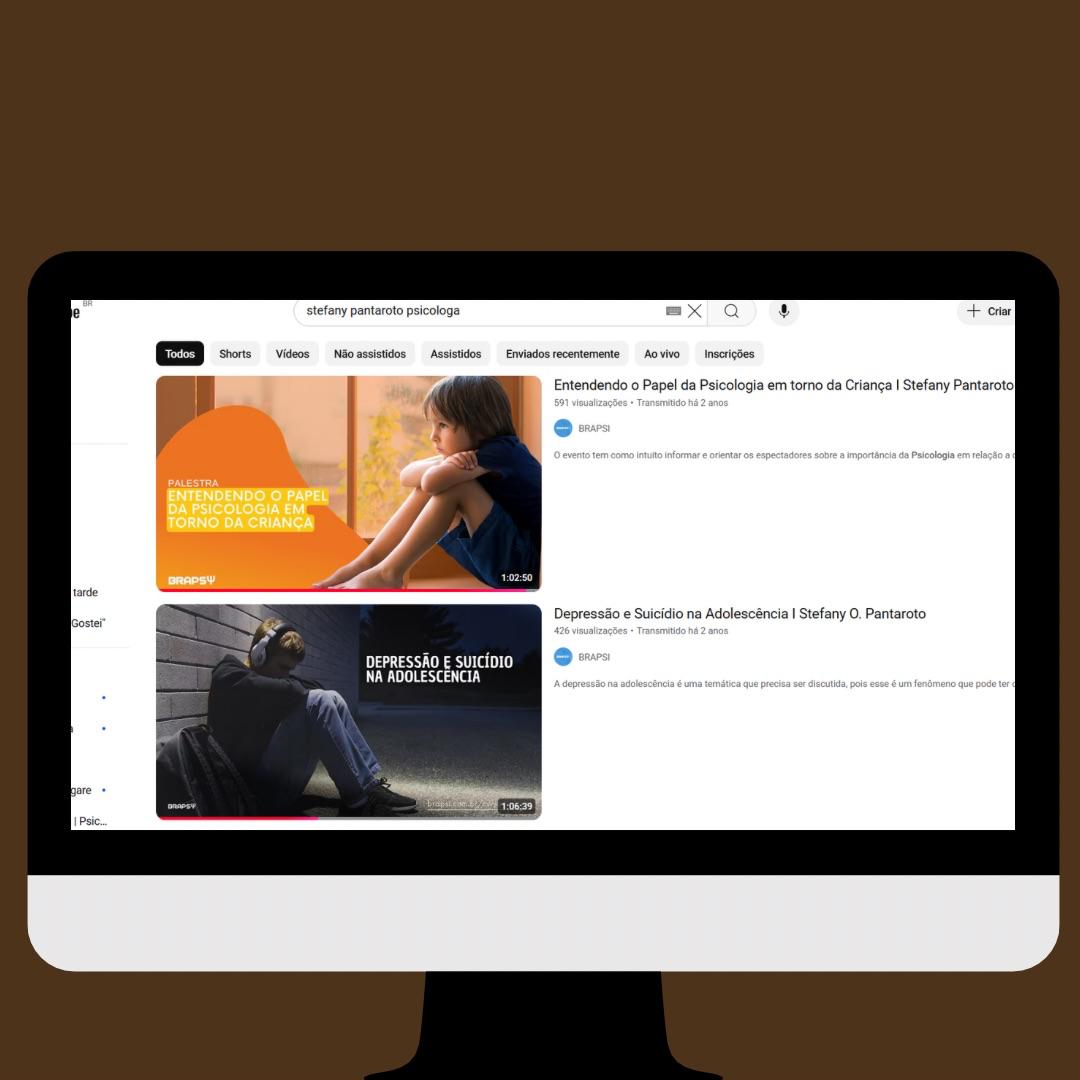 BR
be
stefany pantaroto psicologa
Criar
Todos
Shorts
Vídeos
Não assistidos
Assistidos
Enviados recentemente
Ao vivo
Inscrições
PALESTRA
ENTENDENDO O PAPEL
DA PSICOLOGIA EM
TORNO DA CRIANÇA
BRAPSY
1:02:50
Entendendo o Papel da Psicologia em torno da Criança I Stefany Pantaroto
591 visualizações • Transmitido há 2 anos
BRAPSI
O evento tem como intuito informar e orientar os espectadores sobre a importância da Psicologia em relação a
tarde
Gostei"
gare
| Psic...
DEPRESSÃO E SUICÍDIO
NA ADOLESCÊNCIA
BRAPSY
1:06:39
Depressão e Suicídio na Adolescência I Stefany O. Pantaroto
426 visualizações • Transmitido há 2 anos
BRAPSI
A depressão na adolescência é uma temática que precisa ser discutida, pois esse é um fenômeno que pode ter